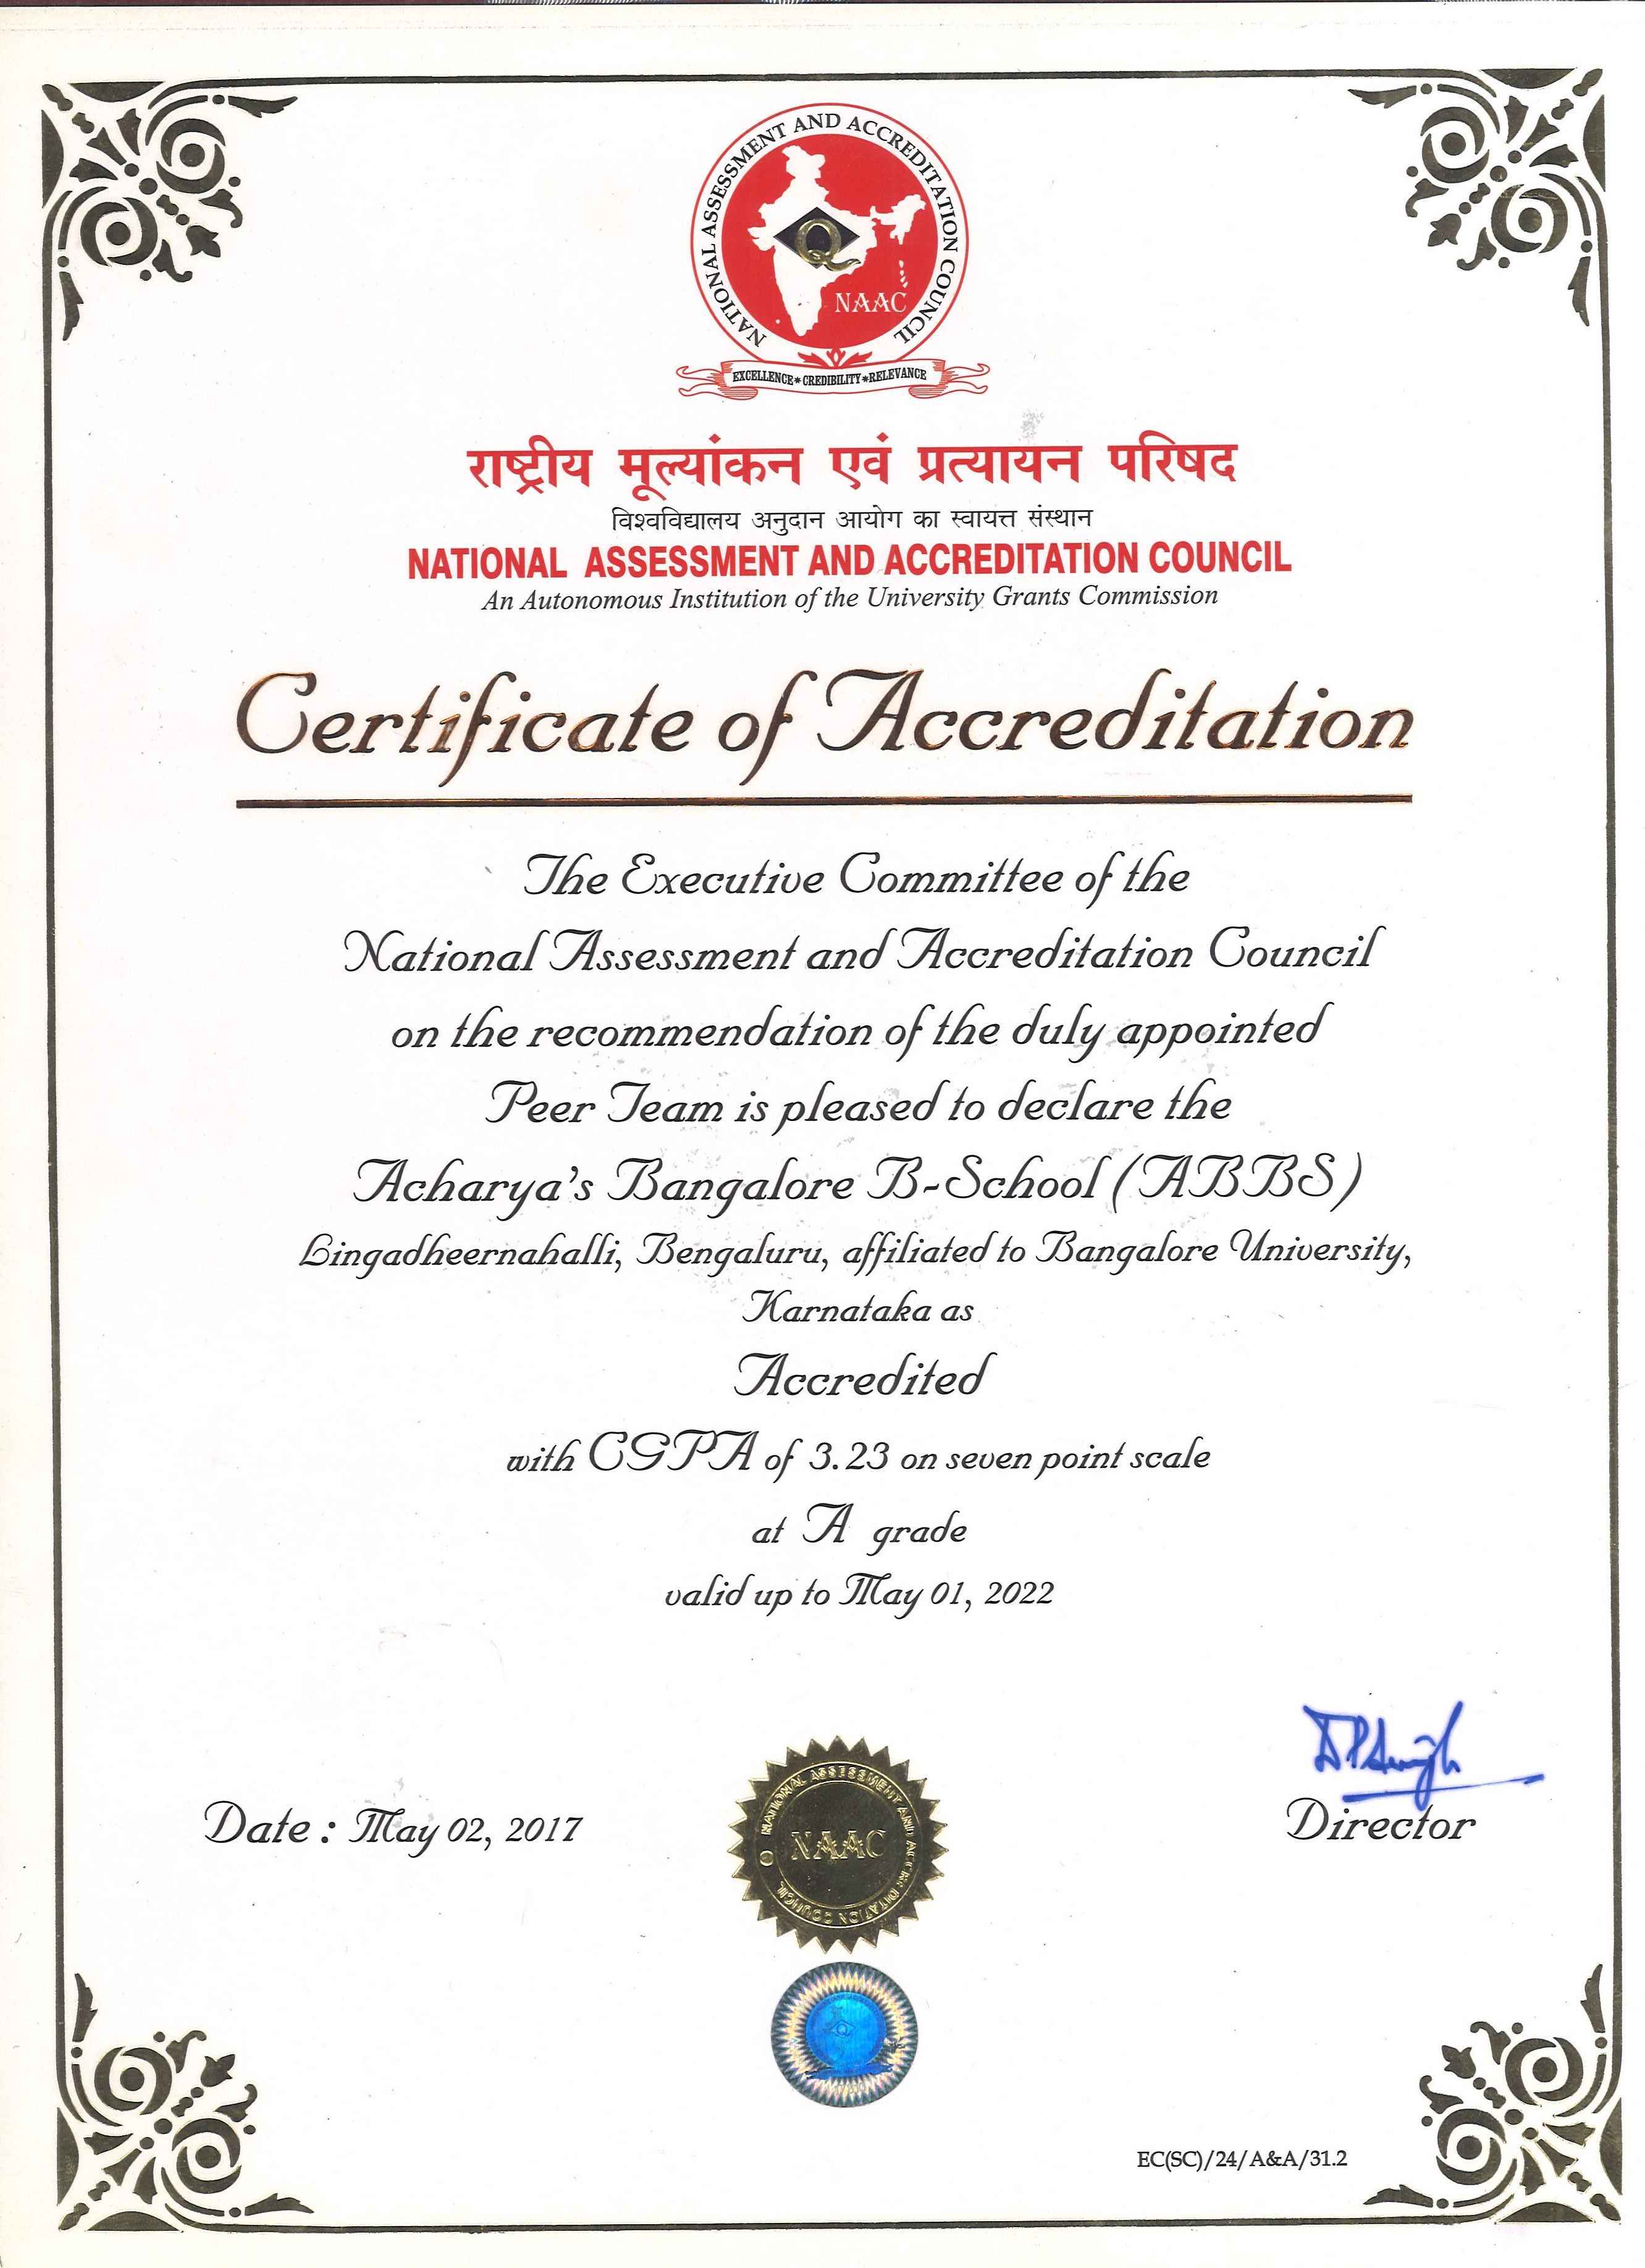 NATIONAL ASSESSMENT AND ACCREDITATION COUNCIL
Q
NAAC
EXCELLENCE * CREDIBILITY * RELEVANCE
राष्ट्रीय मूल्यांकन एवं प्रत्यायन परिषद
विश्वविद्यालय अनुदान आयोग का स्वायत्त संस्थान
NATIONAL ASSESSMENT AND ACCREDITATION COUNCIL
An Autonomous Institution of the University Grants Commission
Certificate of Accreditation
The Executive Committee of the
National Assessment and Accreditation Council
on the recommendation of the duly appointed
Peer Team is pleased to declare the
Acharya's Bangalore B-School (ABBS)
Lingadheernahalli, Bengaluru, affiliated to Bangalore University,
Karnataka as
Accredited
with CGPA of 3.23 on seven point scale
at A grade
valid up to May 01, 2022
Date : May 02, 2017
NATIONAL ASSESSMENT AND ACCREDITATION COUNCIL
NAAC
DPSingh
Director
EC(SC)/24/A&A/31.2